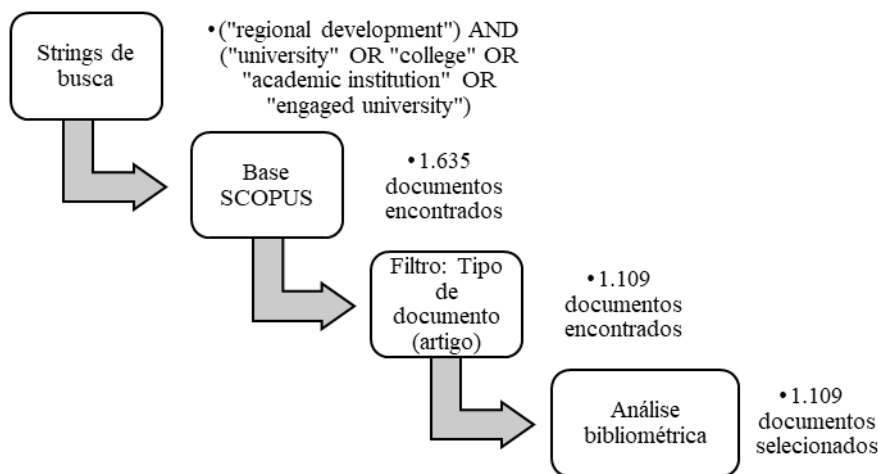 Strings de
busca
•("regional development") AND
("university" OR "college" OR
"academic institution" OR
"engaged university")
Base
SCOPUS
•1.635
documentos
encontrados
Filtro: Tipo
de
documento
(artigo)
•1.109
documentos
encontrados
Análise
bibliométrica
•1.109
documentos
selecionados